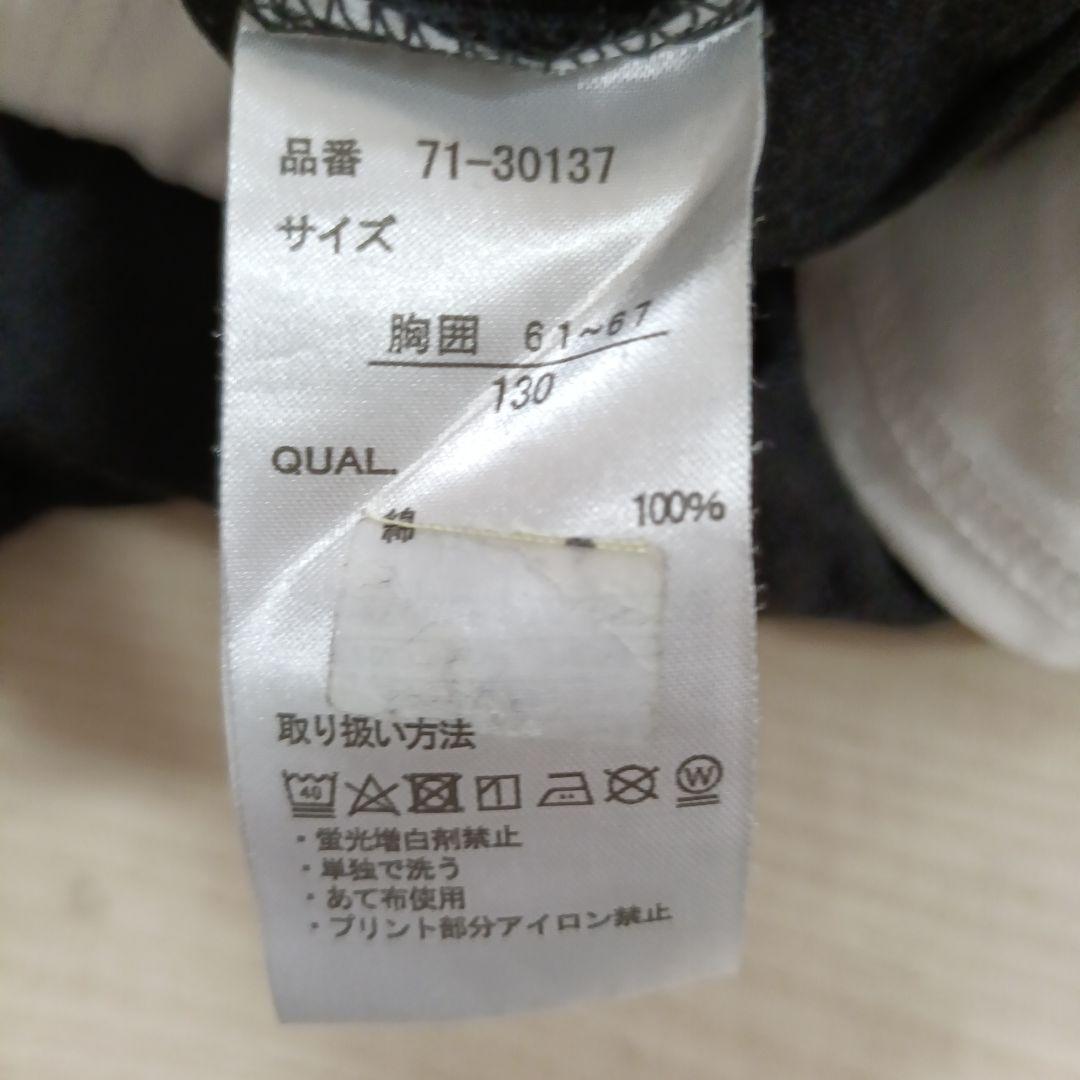 品番 71-30137
サイズ
胸囲 61~67
130
QUAL.
綿 100%
取り扱い方法
40 W
・蛍光増白剤禁止
・単独で洗う
・あて布使用
・プリント部分アイロン禁止